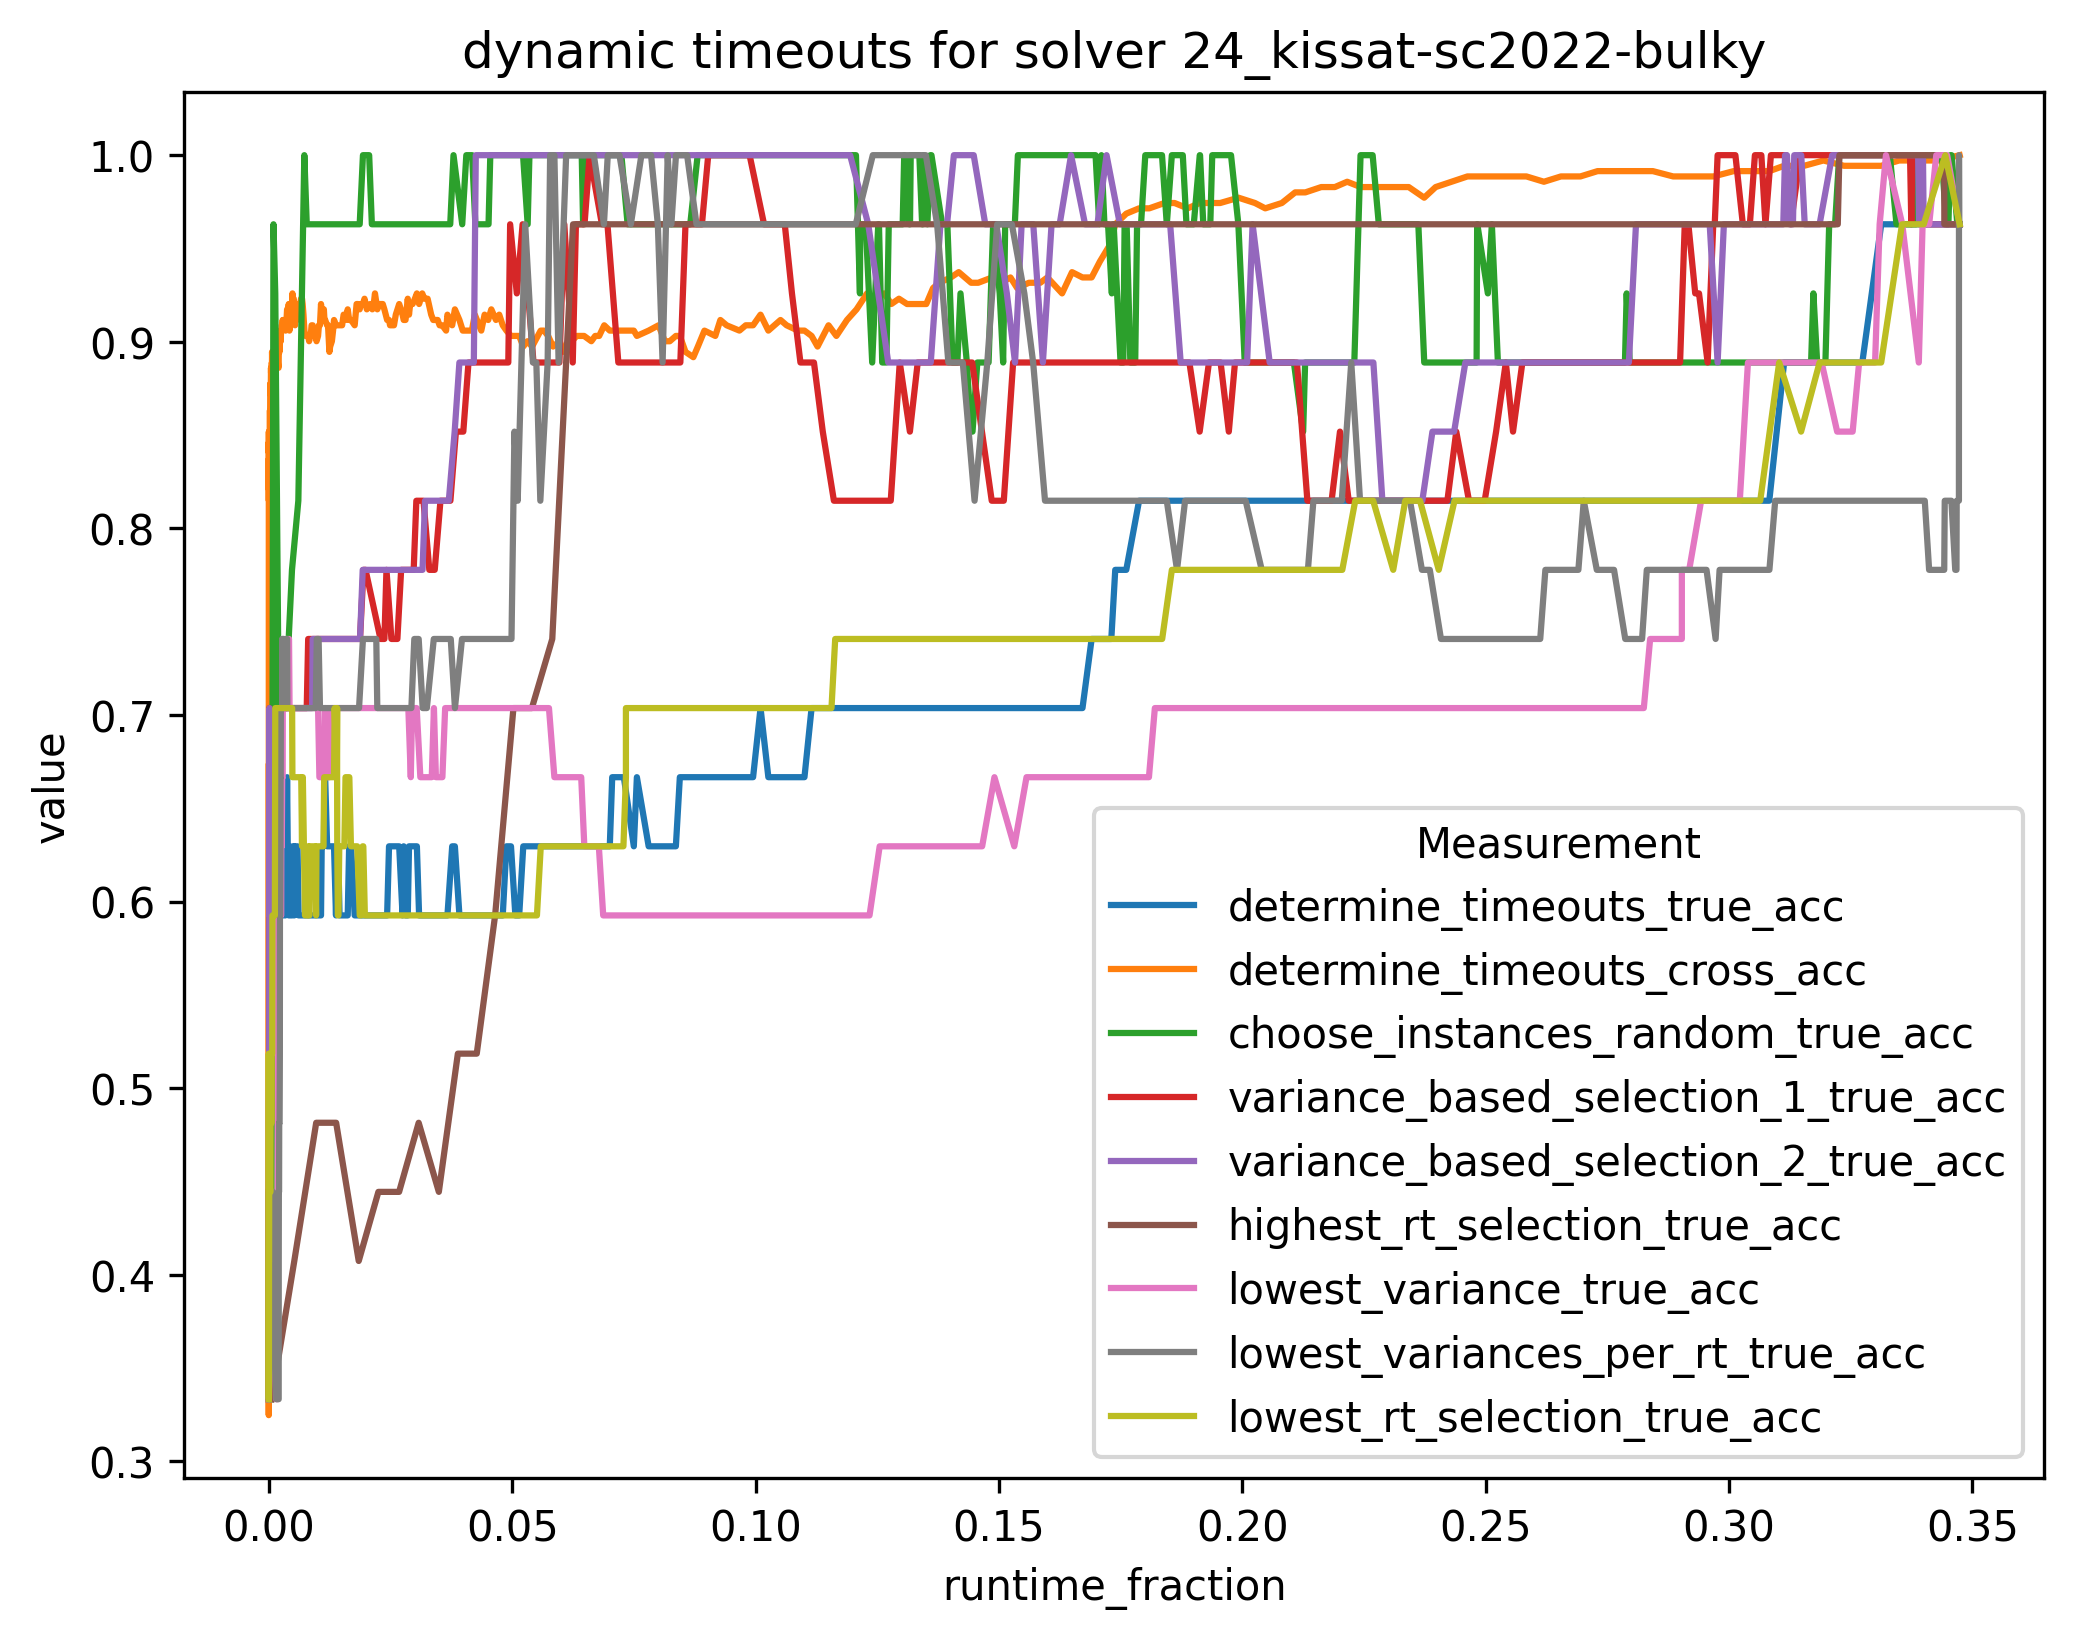 dynamic timeouts for solver 24_kissat-sc2022-bulky
value
1.0
0.9
0.8
0.7
0.6
0.5
0.4
0.3
Measurement
determine_timeouts_true_acc
determine_timeouts_cross_acc
choose_instances_random_true_acc
variance_based_selection_1_true_acc
variance_based_selection_2_true_acc
highest_rt_selection_true_acc
lowest_variance_true_acc
lowest_variances_per_rt_true_acc
lowest_rt_selection_true_acc
0.00 0.05 0.10 0.15 0.20 0.25 0.30 0.35
runtime_fraction